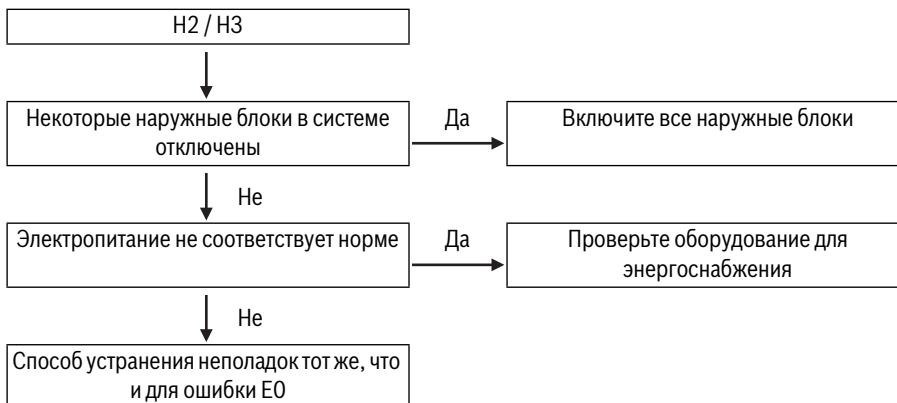 H2 / H3
Некоторые наружные блоки в системе
отключены
Да
Включите все наружные блоки
Не
Электропитание не соответствует норме
Да
Проверьте оборудование для
энергоснабжения
Не
Способ устранения неполадок тот же, что
и для ошибки E0